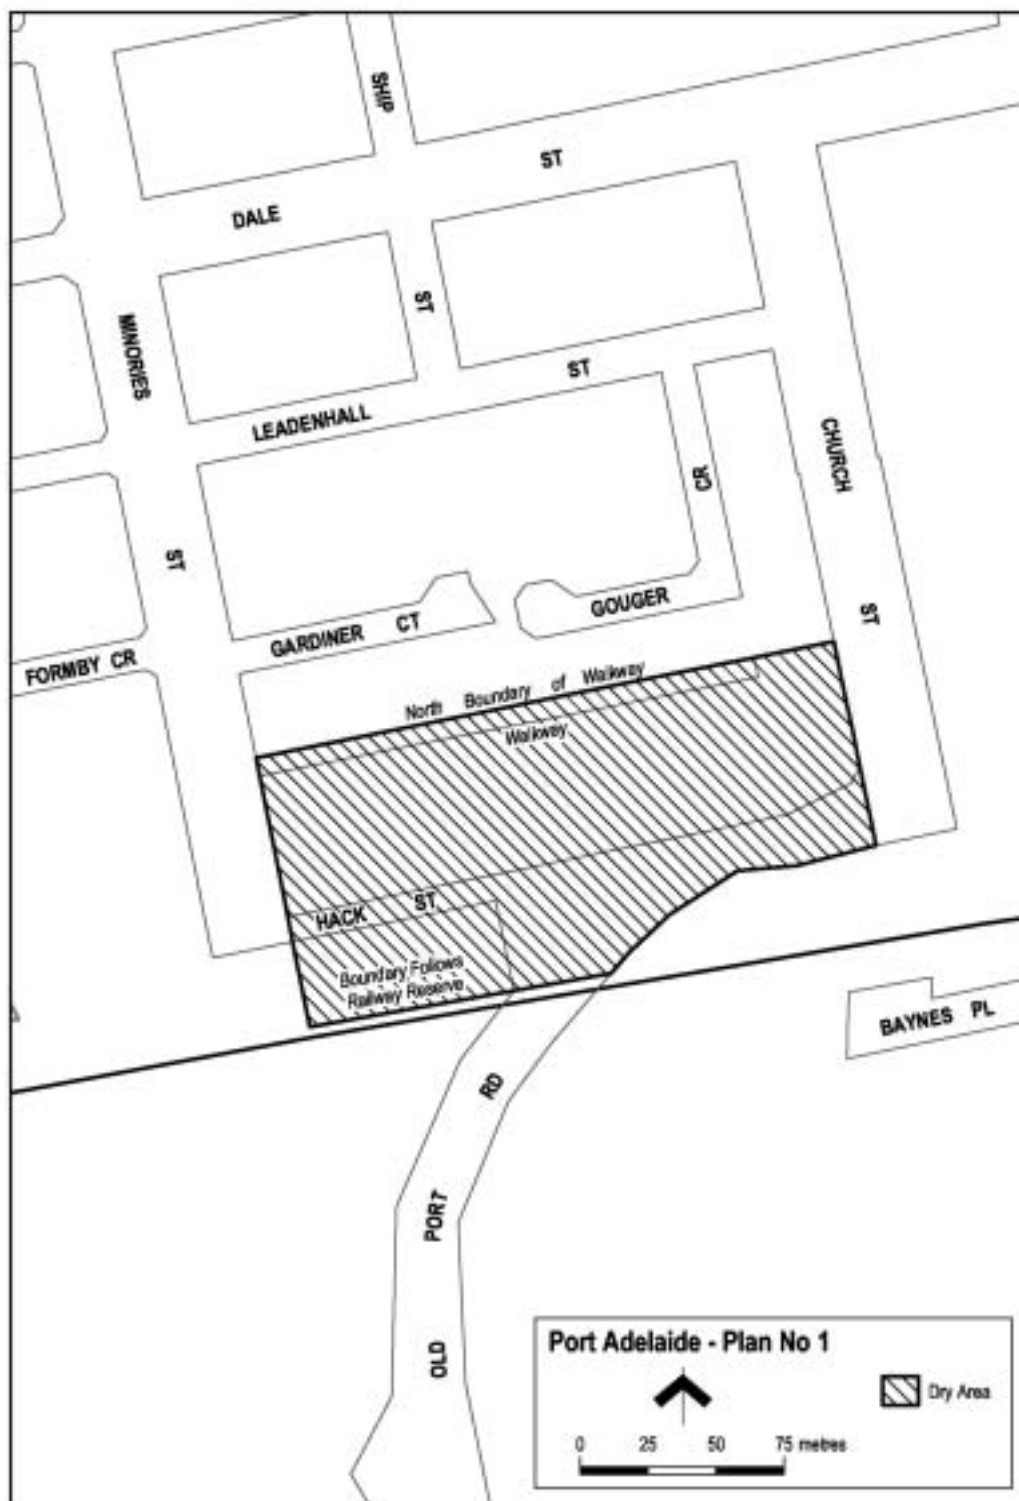 SHIP
ST
DALE
ST
MINORIES
ST
LEADENHALL
CHURCH
CR
ST
GOUGER
ST
GARDINER CT
FORMBY CR
North Boundary of Walkway
Walkway
HACK ST
Boundary Follows
Railway Reserve
BAYNES PL
RD
PORT
OLD
Port Adelaide - Plan No 1
Dry Area
0 25 50 75 metres